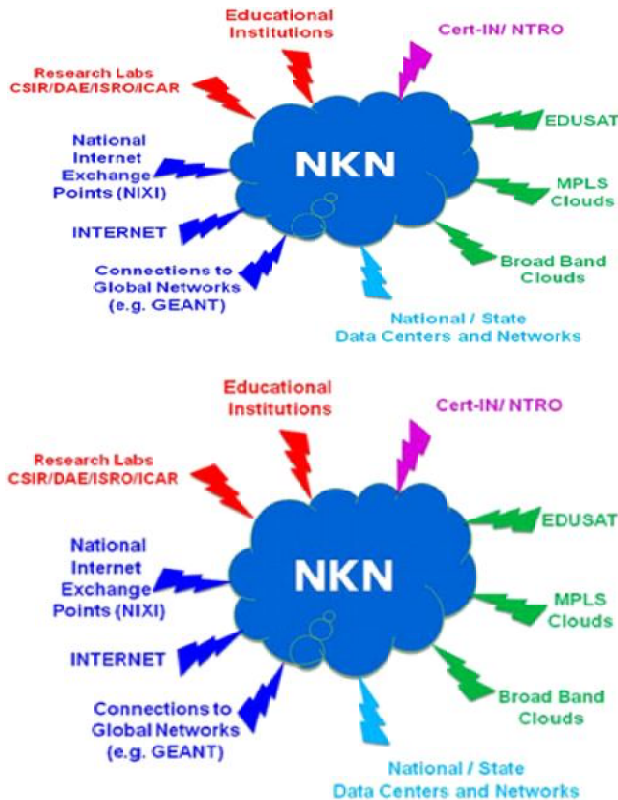 Educational
Institutions
Cert-IN/ NTRO
Research Labs
CSIR/DAE/ISRO/ICAR
EDUSAT
National
Internet
Exchange
Points (NIXI)
NKN
MPLS
Clouds
INTERNET
Broad Band
Clouds
Connections to
Global Networks
(e.g. GEANT)
National / State
Data Centers and Networks
Educational
Institutions
Cert-IN/ NTRO
Research Labs
CSIR/DAE/ISRO/ICAR
EDUSAT
National
Internet
Exchange
Points (NIXI)
NKN
MPLS
Clouds
INTERNET
Broad Band
Clouds
Connections to
Global Networks
(e.g. GEANT)
National / State
Data Centers and Networks